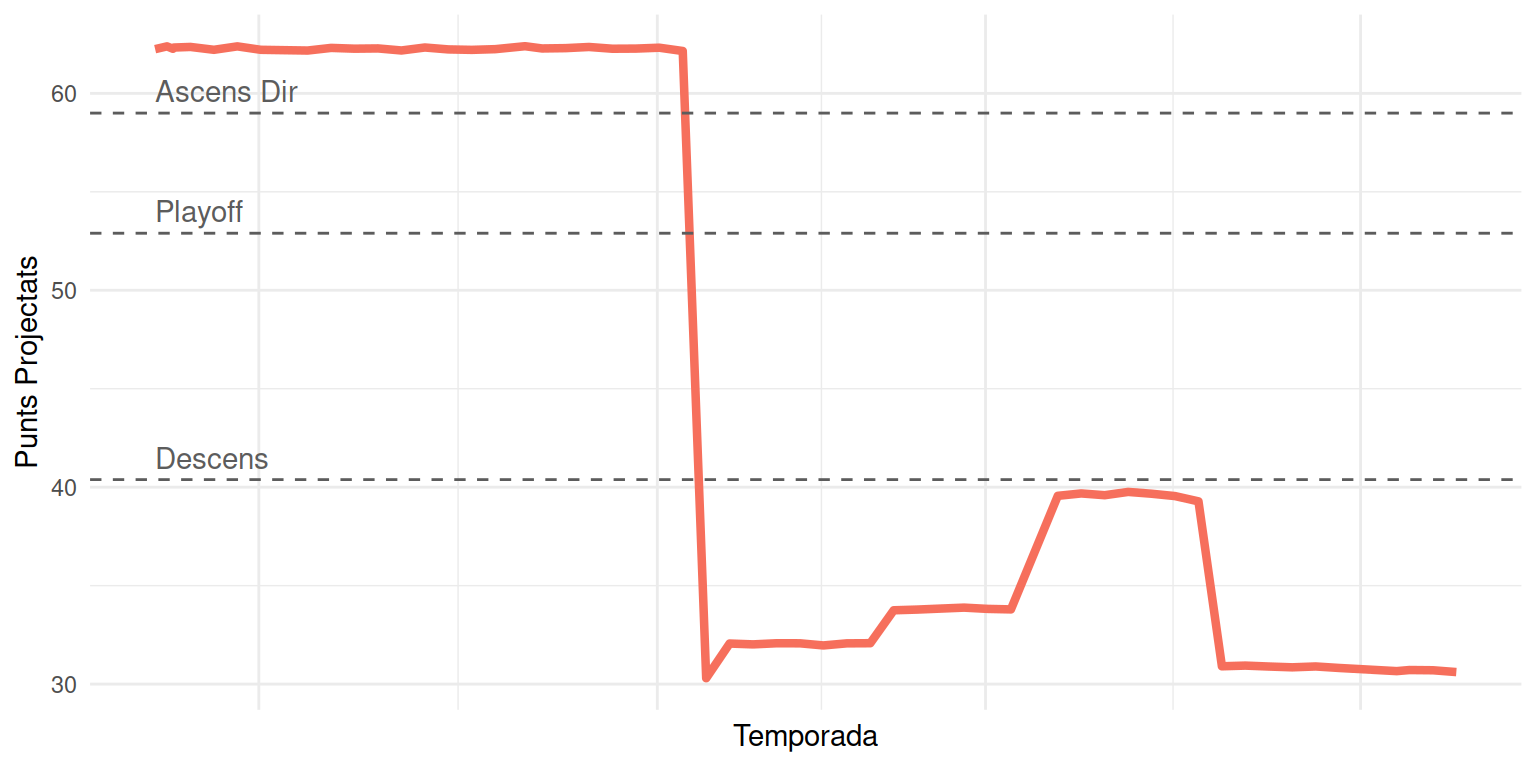 60
Ascens Dir
Playoff
50
Descens
40
30
Punts Projectats
Temporada